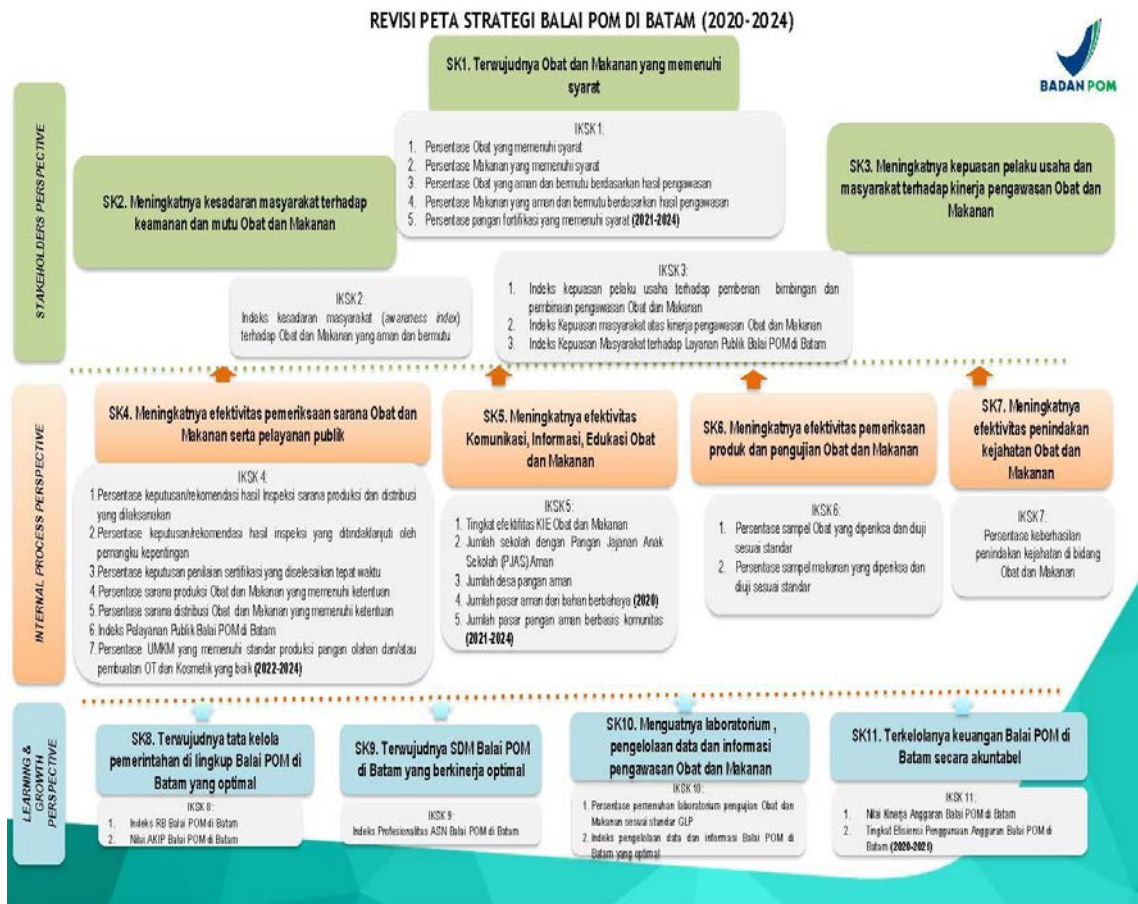 REVISI PETA STRATEGI BALAI POM DI BATAM (2020-2024)
BADAN POM
STAKEHOLDERS PERSPECTIVE
SK1. Terwujudnya Obat dan Makanan yang memenuhi
syarat
IKSK 1:
1. Persentase Obat yang memenuhi syarat
2. Persentase Makanan yang memenuhi syarat
3. Persentase Obat yang aman dan bermutu berdasarkan hasil pengawasan
4. Persentase Makanan yang aman dan bermutu berdasarkan hasil pengawasan
5. Persentase pangan fortifikasi yang memenuhi syarat (2021-2024)
SK2. Meningkatnya kesadaran masyarakat terhadap
keamanan dan mutu Obat dan Makanan
SK3. Meningkatnya kepuasan pelaku usaha dan
masyarakat terhadap kinerja pengawasan Obat dan
Makanan
IKSK 2:
Indeks kesadaran masyarakat (awareness index)
terhadap Obat dan Makanan yang aman dan bermutu
IKSK 3:
1. Indeks kepuasan pelaku usaha terhadap pemberian bimbingan dan
pembinaan pengawasan Obat dan Makanan
2. Indeks Kepuasan masyarakat atas kinerja pengawasan Obat dan Makanan
3. Indeks Kepuasan Masyarakat terhadap Layanan Publik Balai POM di Batam
INTERNAL PROCESS PERSPECTIVE
SK4. Meningkatnya efektivitas pemeriksaan sarana Obat dan
Makanan serta pelayanan publik
IKSK 4:
1. Persentase keputusan/rekomendasi hasil Inspeksi sarana produksi dan distribusi
yang dilaksanakan
2. Persentase keputusan/rekomendasi hasil inspeksi yang ditindaklanjuti oleh
pemangku kepentingan
3. Persentase keputusan penilaian sertifikasi yang diselesaikan tepat waktu
4. Persentase sarana produksi Obat dan Makanan yang memenuhi ketentuan
5. Persentase sarana distribusi Obat dan Makanan yang memenuhi ketentuan
6. Indeks Pelayanan Publik Balai POM di Batam
7. Persentase UMKM yang memenuhi standar produksi pangan olahan dan/atau
pembuatan OT dan Kosmetik yang baik (2022-2024)
SK5. Meningkatnya efektivitas
Komunikasi, Informasi, Edukasi Obat
dan Makanan
IKSK 5:
1. Tingkat efektifitas KIE Obat dan Makanan
2. Jumlah sekolah dengan Pangan Jajanan Anak
Sekolah (PJAS) Aman
3. Jumlah desa pangan aman
4. Jumlah pasar aman dari bahan berbahaya (2020)
5. Jumlah pasar pangan aman berbasis komunitas
(2021-2024)
SK6. Meningkatnya efektivitas pemeriksaan
produk dan pengujian Obat dan Makanan
IKSK6:
1. Persentase sampel Obat yang diperiksa dan diuji
sesuai standar
2. Persentase sampel makanan yang diperiksa dan
diuji sesuai standar
SK7. Meningkatnya
efektivitas penindakan
kejahatan Obat dan
Makanan
IKSK7:
Persentase keberhasilan
penindakan kejahatan di bidang
Obat dan Makanan
LEARNING & GROWTH PERSPECTIVE
SK8. Terwujudnya tata kelola
pemerintahan di lingkup Balai POM di
Batam yang optimal
IKSK 8:
1. Indeks RB Balai POM di Batam
2. Nilai AKIP Balai POM di Batam
SK9. Terwujudnya SDM Balai POM
di Batam yang berkinerja optimal
IKSK 9:
Indeks Profesionalitas ASN Balai POM di Batam
SK10. Menguatnya laboratorium ,
pengelolaan data dan informasi
pengawasan Obat dan Makanan
IKSK 10:
1. Persentase pemenuhan laboratorium pengujian Obat dan
Makanan sesuai standar GLP
2. Indeks pengelolaan data dan informasi Balai POM di
Batam yang optimal
SK11. Terkelolanya keuangan Balai POM di
Batam secara akuntabel
IKSK 11:
1. Nilai Kinerja Anggaran Balai POM di Batam
2. Tingkat Efisiensi Penggunaan Anggaran Balai POM di
Batam (2020-2021)